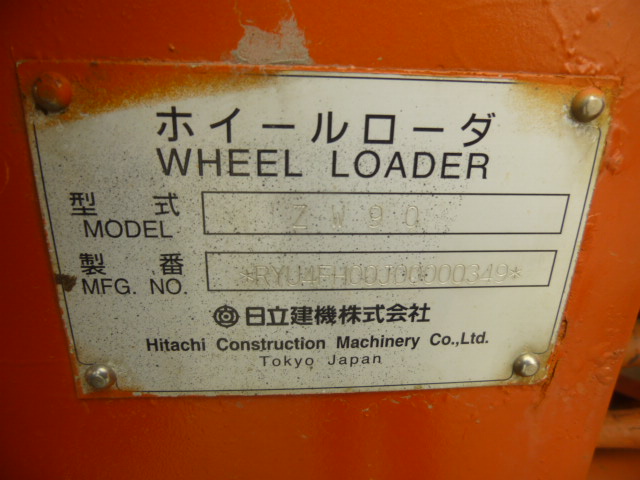 ホイールローダ
WHEEL LOADER
型式 ZW90
MODEL
製番 *RYU4EH00J00000349*
MFG. NO.
日立建機株式会社
Hitachi Construction Machinery Co.,Ltd.
Tokyo Japan